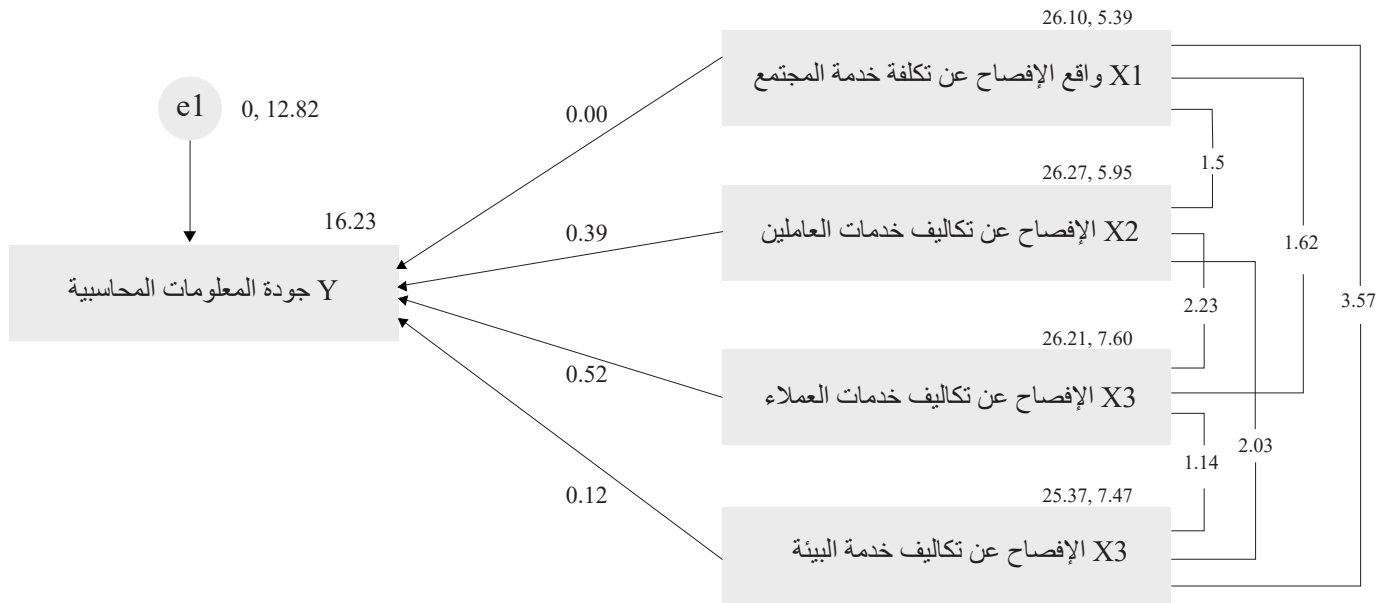 26.10, 5.39
X1 واقع الإفصاح عن تكلفة خدمة المجتمع
e1
0, 12.82
0.00
1.5
26.27, 5.95
X2 الإفصاح عن تكاليف خدمات العاملين
16.23
0.39
1.62
Y جودة المعلومات المحاسبية
2.23
3.57
26.21, 7.60
0.52
X3 الإفصاح عن تكاليف خدمات العملاء
2.03
1.14
0.12
25.37, 7.47
X3 الإفصاح عن تكاليف خدمة البيئة